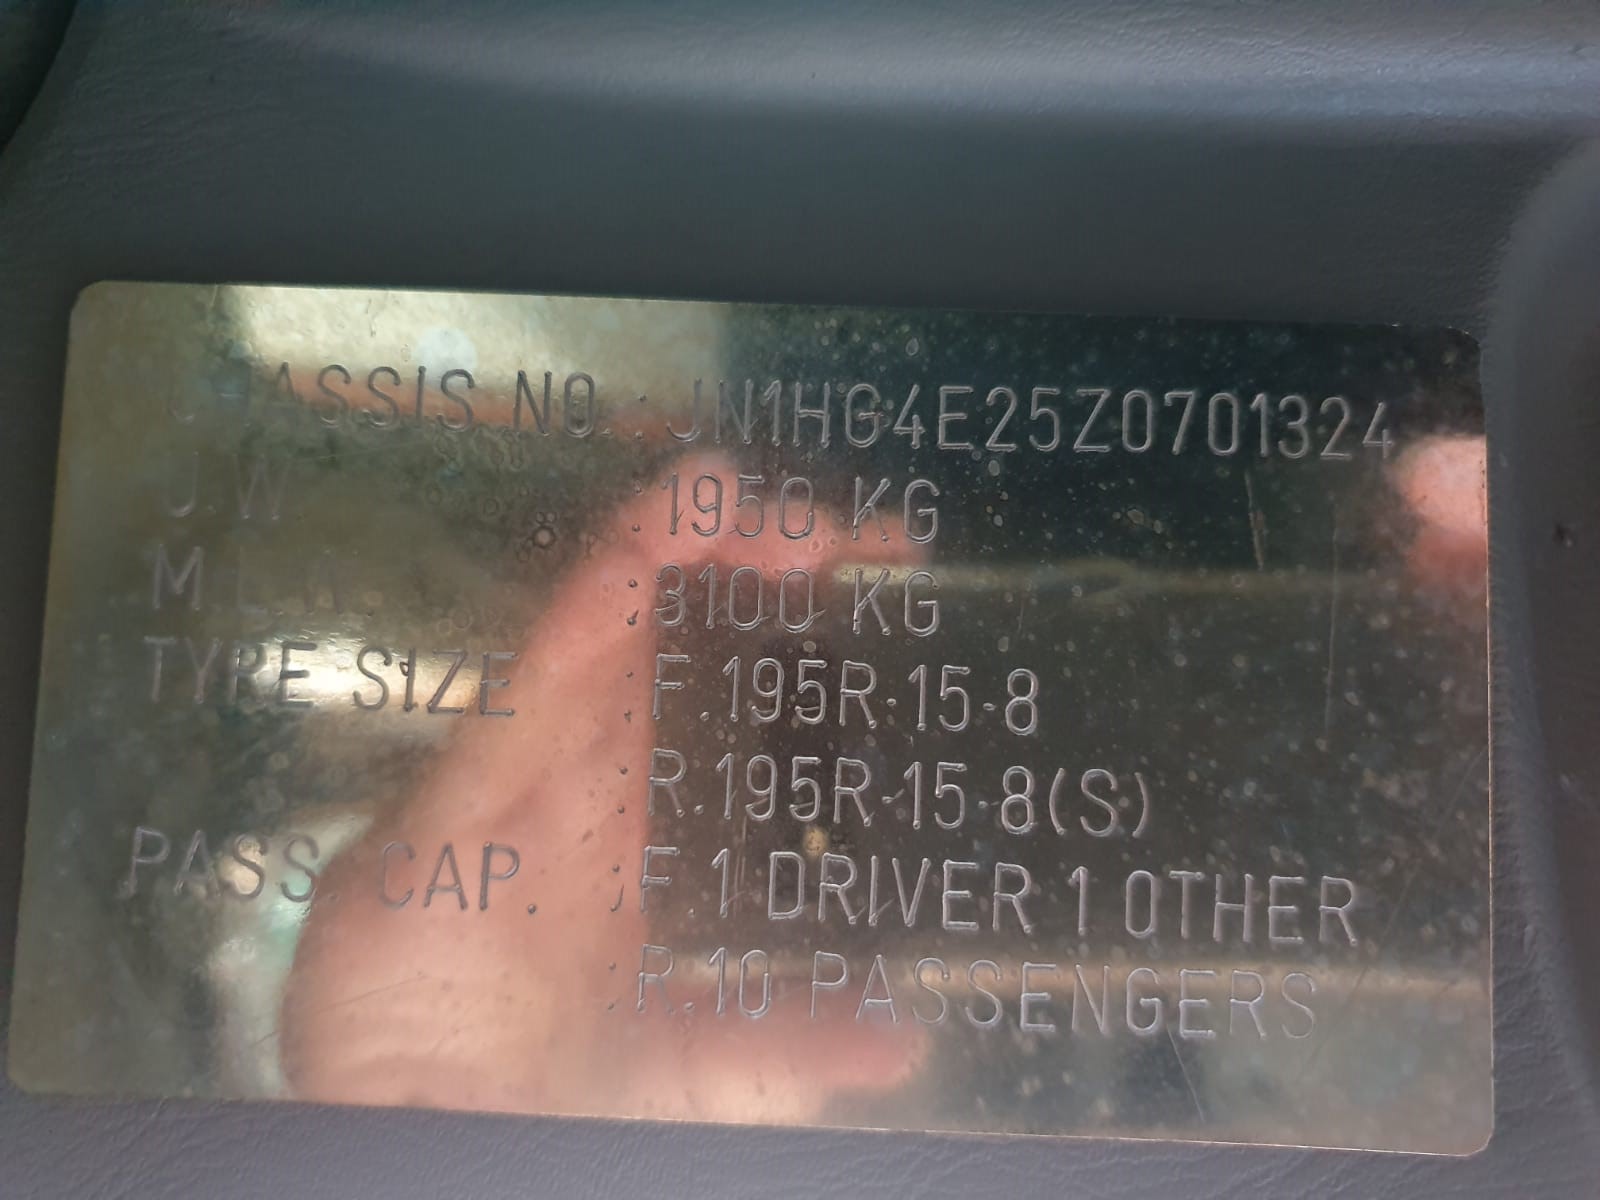 CHASSIS NO. : JN1HG4E25Z0701324
U.W. : 1950 KG
M.L.W. : 3100 KG
TYPE SIZE : F.195R-15-8
: R.195R-15-8(S)
PASS. CAP. : F.1 DRIVER 1 OTHER
: R.10 PASSENGERS